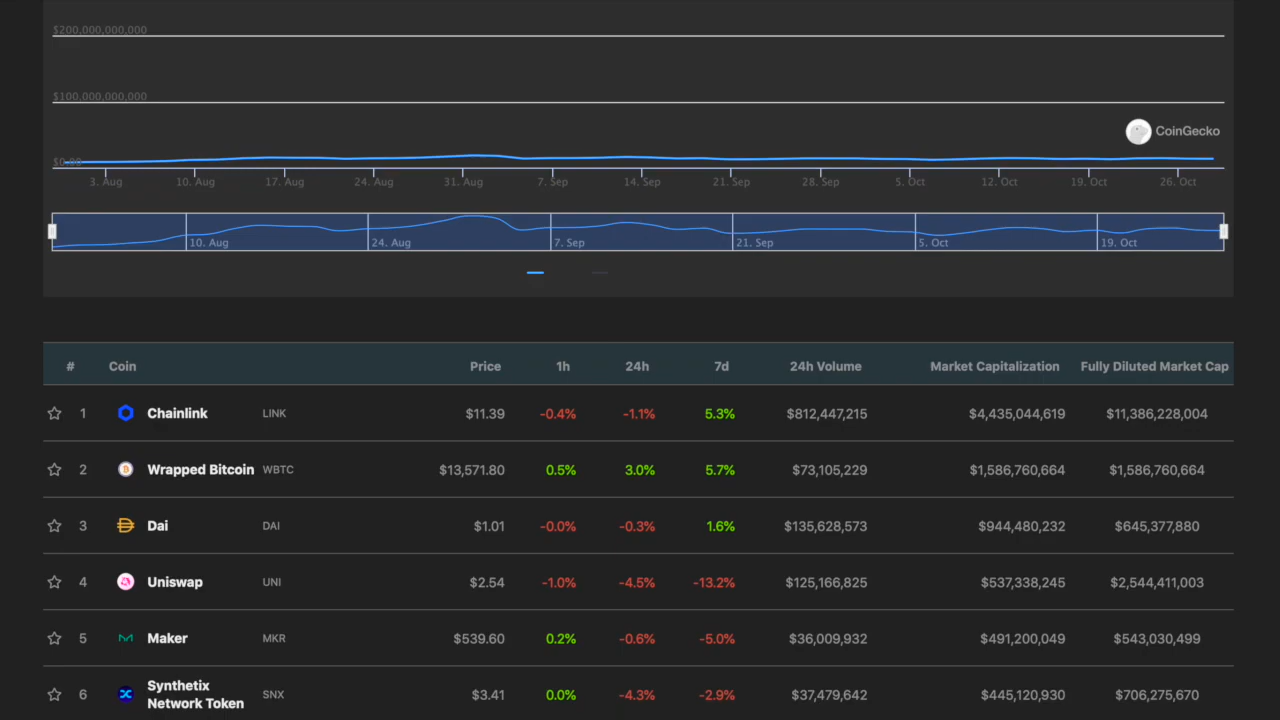 $200,000,000,000
$100,000,000,000
CoinGecko
$0.00
3. Aug 10. Aug 17. Aug 24. Aug 31. Aug 7. Sep 14. Sep 21. Sep 28. Sep 5. Oct 12. Oct 19. Oct 26. Oct
10. Aug 24. Aug 7. Sep 21. Sep 5. Oct 19. Oct
# Coin Price 1h 24h 7d 24h Volume Market Capitalization Fully Diluted Market Cap
1 Chainlink LINK $11.39 -0.4% -1.1% 5.3% $812,447,215 $4,435,044,619 $11,386,228,004
2 Wrapped Bitcoin WBTC $13,571.80 0.5% 3.0% 5.7% $73,105,229 $1,586,760,664 $1,586,760,664
3 Dai DAI $1.01 -0.0% -0.3% 1.6% $135,628,573 $944,480,232 $645,377,880
4 Uniswap UNI $2.54 -1.0% -4.5% -13.2% $125,166,825 $537,338,245 $2,544,411,003
5 Maker MKR $539.60 0.2% -0.6% -5.0% $36,009,932 $491,200,049 $543,030,499
6 Synthetix
Network Token SNX $3.41 0.0% -4.3% -2.9% $37,479,642 $445,120,930 $706,275,670